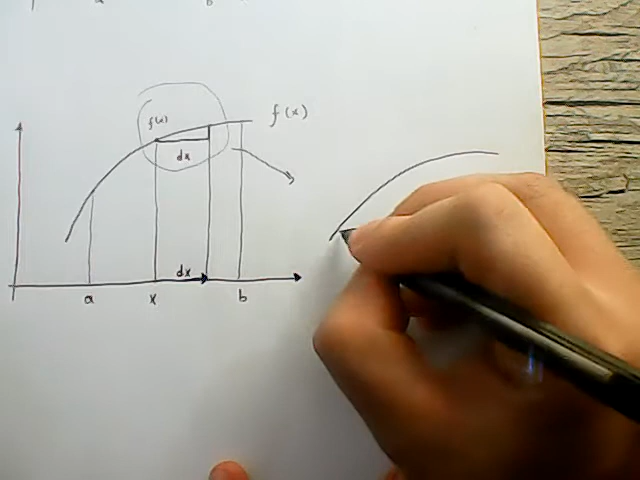 f(x) f(x)
dx
dx
a x b